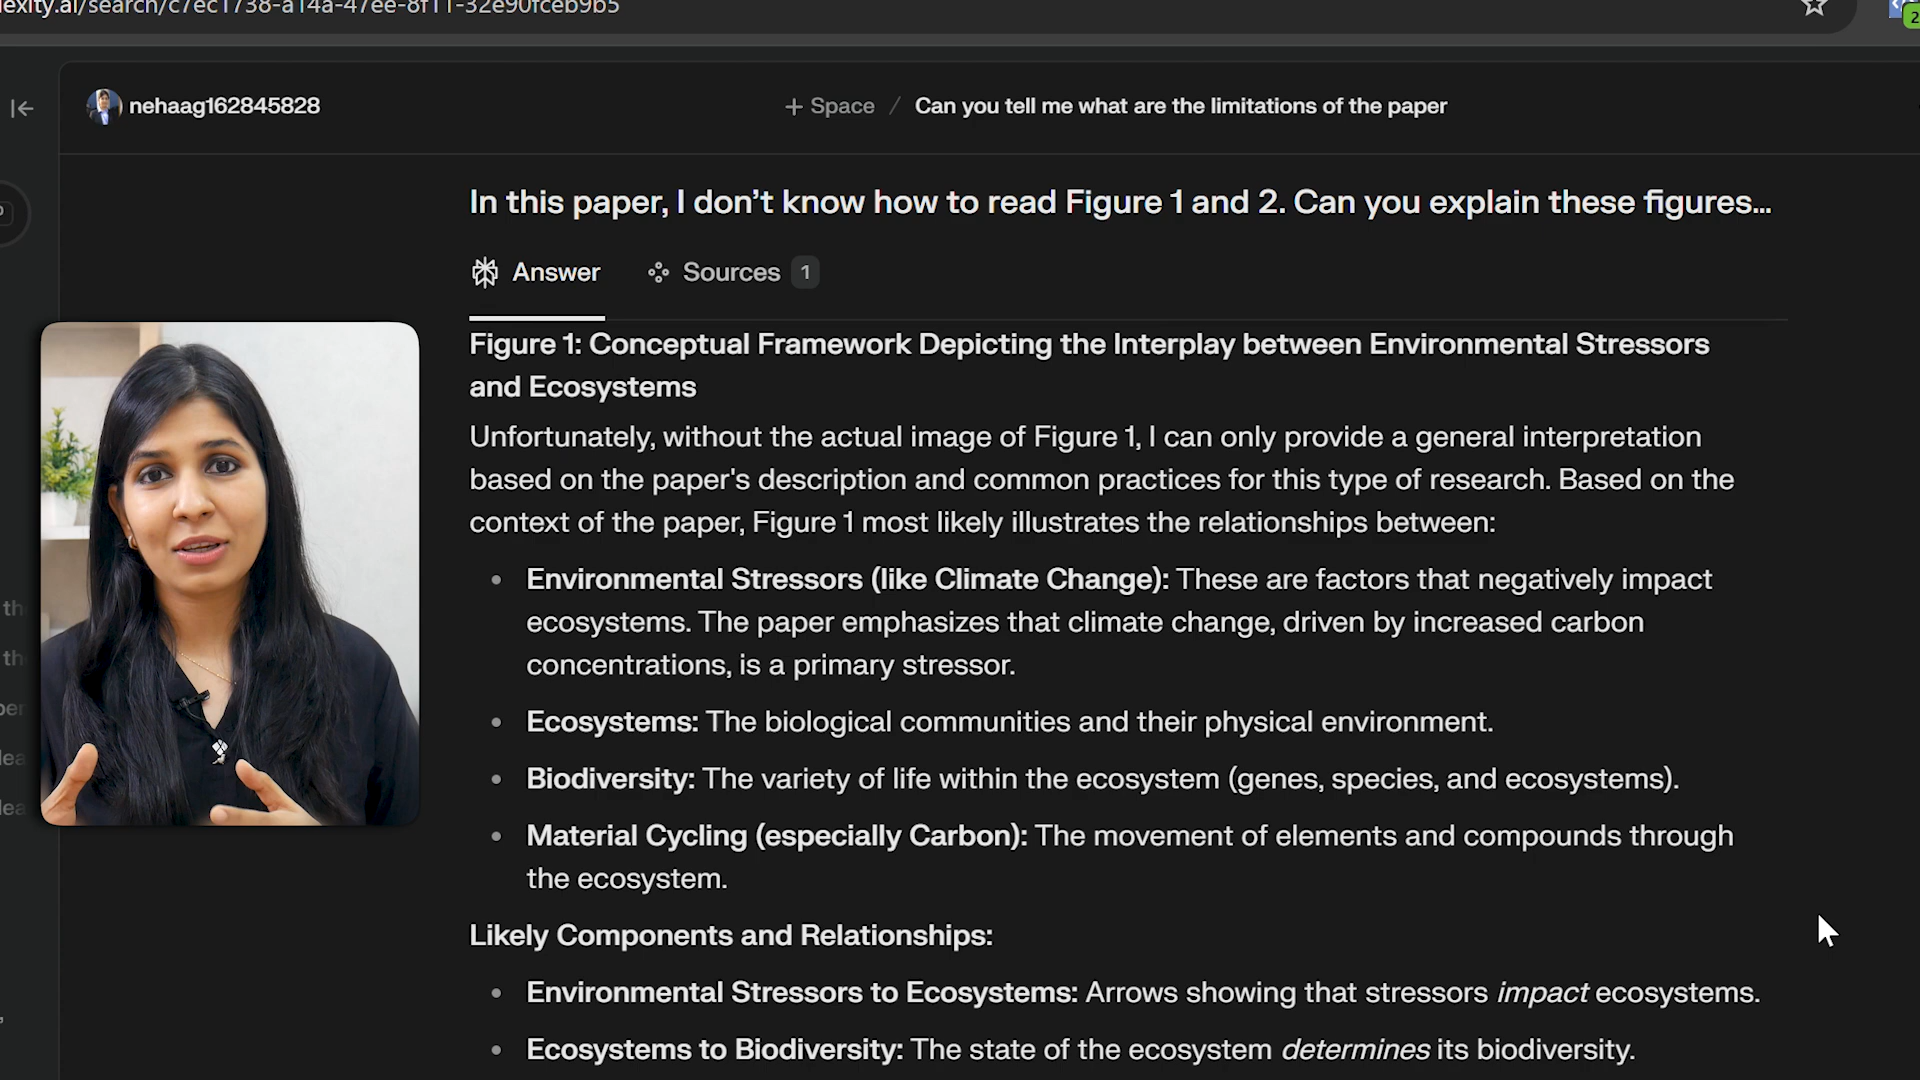 lexity.ai/search/c7ec1738-a14a-47ee-8f11-32e90fceb9b5
2
nehaag162845828
+ Space / Can you tell me what are the limitations of the paper
In this paper, I don't know how to read Figure 1 and 2. Can you explain these figures...
Answer Sources 1
Figure 1: Conceptual Framework Depicting the Interplay between Environmental Stressors
and Ecosystems
Unfortunately, without the actual image of Figure 1, I can only provide a general interpretation
based on the paper's description and common practices for this type of research. Based on the
context of the paper, Figure 1 most likely illustrates the relationships between:
• Environmental Stressors (like Climate Change): These are factors that negatively impact
ecosystems. The paper emphasizes that climate change, driven by increased carbon
concentrations, is a primary stressor.
• Ecosystems: The biological communities and their physical environment.
• Biodiversity: The variety of life within the ecosystem (genes, species, and ecosystems).
• Material Cycling (especially Carbon): The movement of elements and compounds through
the ecosystem.
Likely Components and Relationships:
• Environmental Stressors to Ecosystems: Arrows showing that stressors impact ecosystems.
• Ecosystems to Biodiversity: The state of the ecosystem determines its biodiversity.